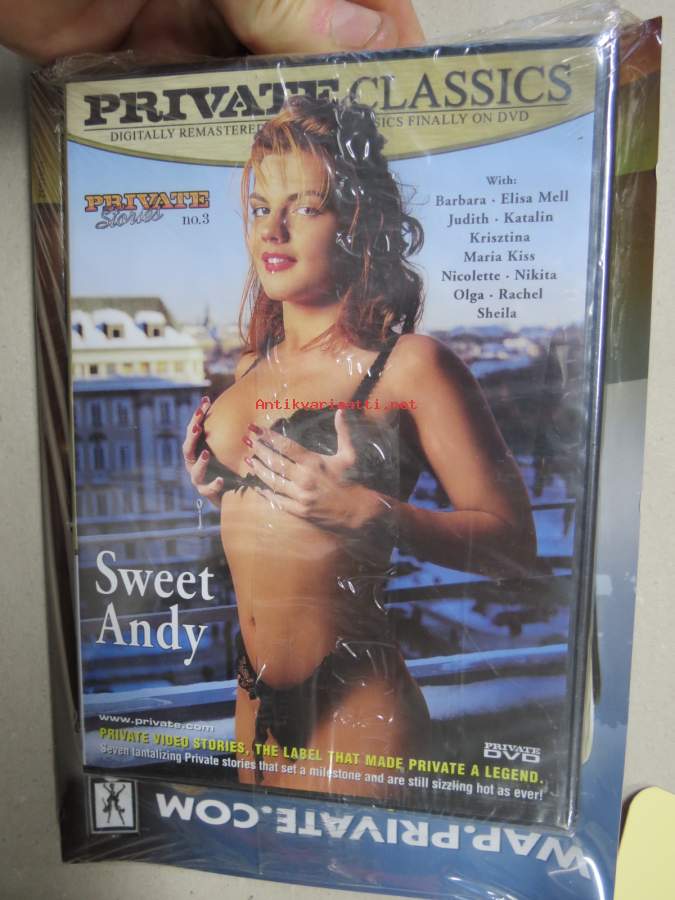 PRIVATE CLASSICS
DIGITALLY REMASTERED
FINALLY ON DVD
PRIVATE
Stories no.3
With:
Barbara · Elisa Mell
Judith · Katalin
Krisztina
Maria Kiss
Nicolette · Nikita
Olga · Rachel
Sheila
Antikvariaatti.net
Sweet
Andy
www.private.com
PRIVATE VIDEO STORIES, THE LABEL THAT MADE PRIVATE A LEGEND.
Seven tantalizing Private stories that set a milestone and are still sizzling hot as ever!
PRIVATE
DVD
WAP.PRIVATE.COM